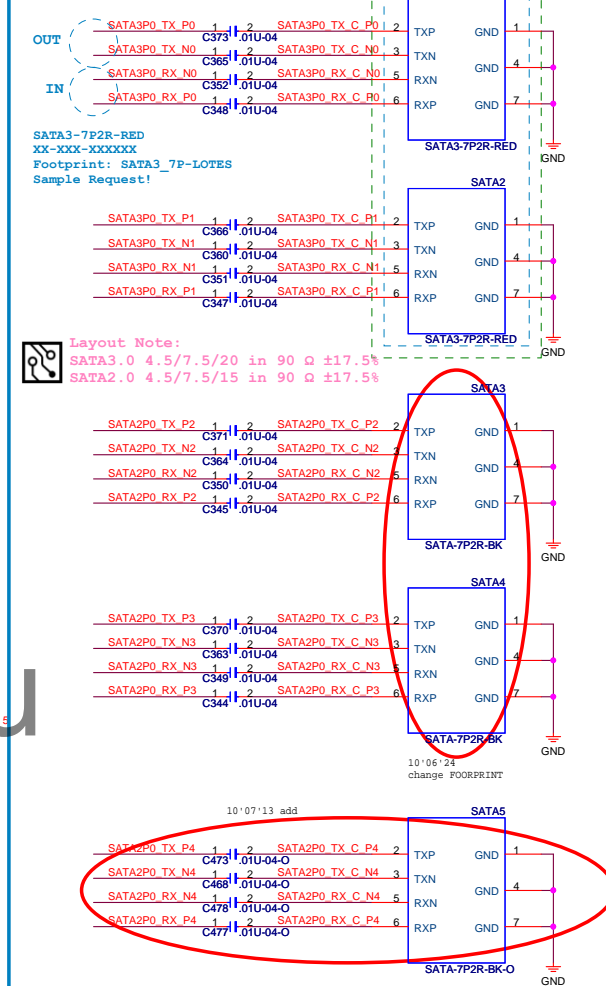 SATA3P0_TX_P0 1 2 SATA3P0_TX_C_P0 2 TXP GND 1
C373 .01U-04
OUT
SATA3P0_TX_N0 1 2 SATA3P0_TX_C_N0 3 TXN
C365 .01U-04
GND 4
SATA3P0_RX_N0 1 2 SATA3P0_RX_C_N0 5 RXN
C352 .01U-04
IN
SATA3P0_RX_P0 1 2 SATA3P0_RX_C_P0 6 RXP GND 7
C348 .01U-04
SATA3-7P2R-RED
GND
SATA3-7P2R-RED
XX-XXX-XXXXXX
Footprint: SATA3_7P-LOTES
Sample Request!
SATA2
SATA3P0_TX_P1 1 2 SATA3P0_TX_C_P1 2 TXP GND 1
C366 .01U-04
SATA3P0_TX_N1 1 2 SATA3P0_TX_C_N1 3 TXN
C360 .01U-04
GND 4
SATA3P0_RX_N1 1 2 SATA3P0_RX_C_N1 5 RXN
C351 .01U-04
SATA3P0_RX_P1 1 2 SATA3P0_RX_C_P1 6 RXP GND 7
C347 .01U-04
SATA3-7P2R-RED
GND
Layout Note:
SATA3.0 4.5/7.5/20 in 90 Ω ±17.5%
SATA2.0 4.5/7.5/15 in 90 Ω ±17.5%
SATA3
SATA2P0_TX_P2 1 2 SATA2P0_TX_C_P2 2 TXP GND 1
C371 .01U-04
SATA2P0_TX_N2 1 2 SATA2P0_TX_C_N2 3 TXN
C364 .01U-04
GND 4
SATA2P0_RX_N2 1 2 SATA2P0_RX_C_N2 5 RXN
C350 .01U-04
SATA2P0_RX_P2 1 2 SATA2P0_RX_C_P2 6 RXP GND 7
C345 .01U-04
SATA-7P2R-BK
GND
SATA4
SATA2P0_TX_P3 1 2 SATA2P0_TX_C_P3 2 TXP GND 1
C370 .01U-04
SATA2P0_TX_N3 1 2 SATA2P0_TX_C_N3 3 TXN
C363 .01U-04
GND 4
SATA2P0_RX_N3 1 2 SATA2P0_RX_C_N3 5 RXN
C349 .01U-04
SATA2P0_RX_P3 1 2 SATA2P0_RX_C_P3 6 RXP GND 7
C344 .01U-04
u
5
SATA-7P2R-BK
GND
10'06'24
change FOORPRINT
10'07'13 add
SATA5
SATA2P0_TX_P4 1 2 SATA2P0_TX_C_P4 2 TXP GND 1
C473 .01U-04-O
SATA2P0_TX_N4 1 2 SATA2P0_TX_C_N4 3 TXN
C468 .01U-04-O
GND 4
SATA2P0_RX_N4 1 2 SATA2P0_RX_C_N4 5 RXN
C478 .01U-04-O
SATA2P0_RX_P4 1 2 SATA2P0_RX_C_P4 6 RXP GND 7
C477 .01U-04-O
SATA-7P2R-BK-O
GND